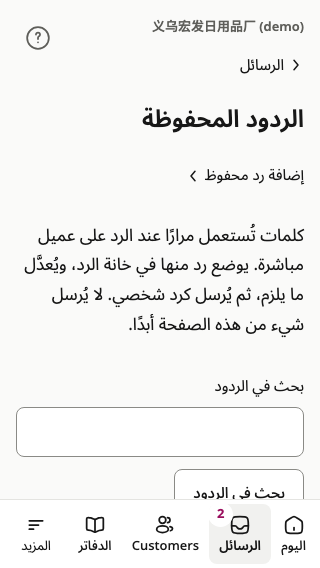 义乌宏发日用品厂 (demo)
الرسائل
الردود المحفوظة
إضافة رد محفوظ
كلمات تُستعمل مرارًا عند الرد على عميل
مباشرة. يوضع رد منها في خانة الرد، ويُعدَّل
ما يلزم، ثم يُرسل كرد شخصي. لا يُرسل
شيء من هذه الصفحة أبدًا.
بحث في الردود
بحث في الردود
2
اليوم
الرسائل
Customers
الدفاتر
المزيد